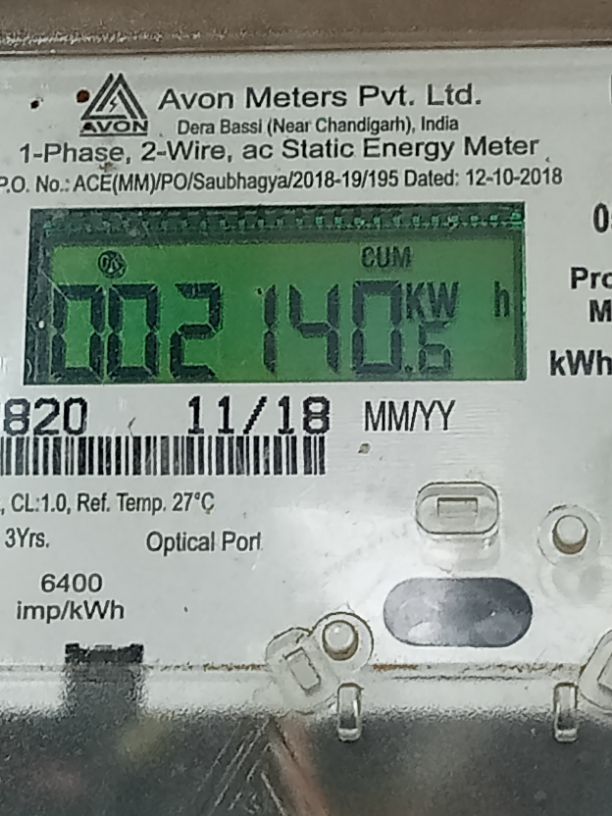 Avon Meters Pvt. Ltd.
AVON
Dera Bassi (Near Chandigarh), India
1-Phase, 2-Wire, ac Static Energy Meter
P.O. No.: ACE(MM)/PO/Saubhagya/2018-19/195 Dated: 12-10-2018
CUM
002140.6 KW h
kWh
820 11/18 MM/YY
, CL:1.0, Ref. Temp. 27°C
3Yrs. Optical Port
6400
imp/kWh